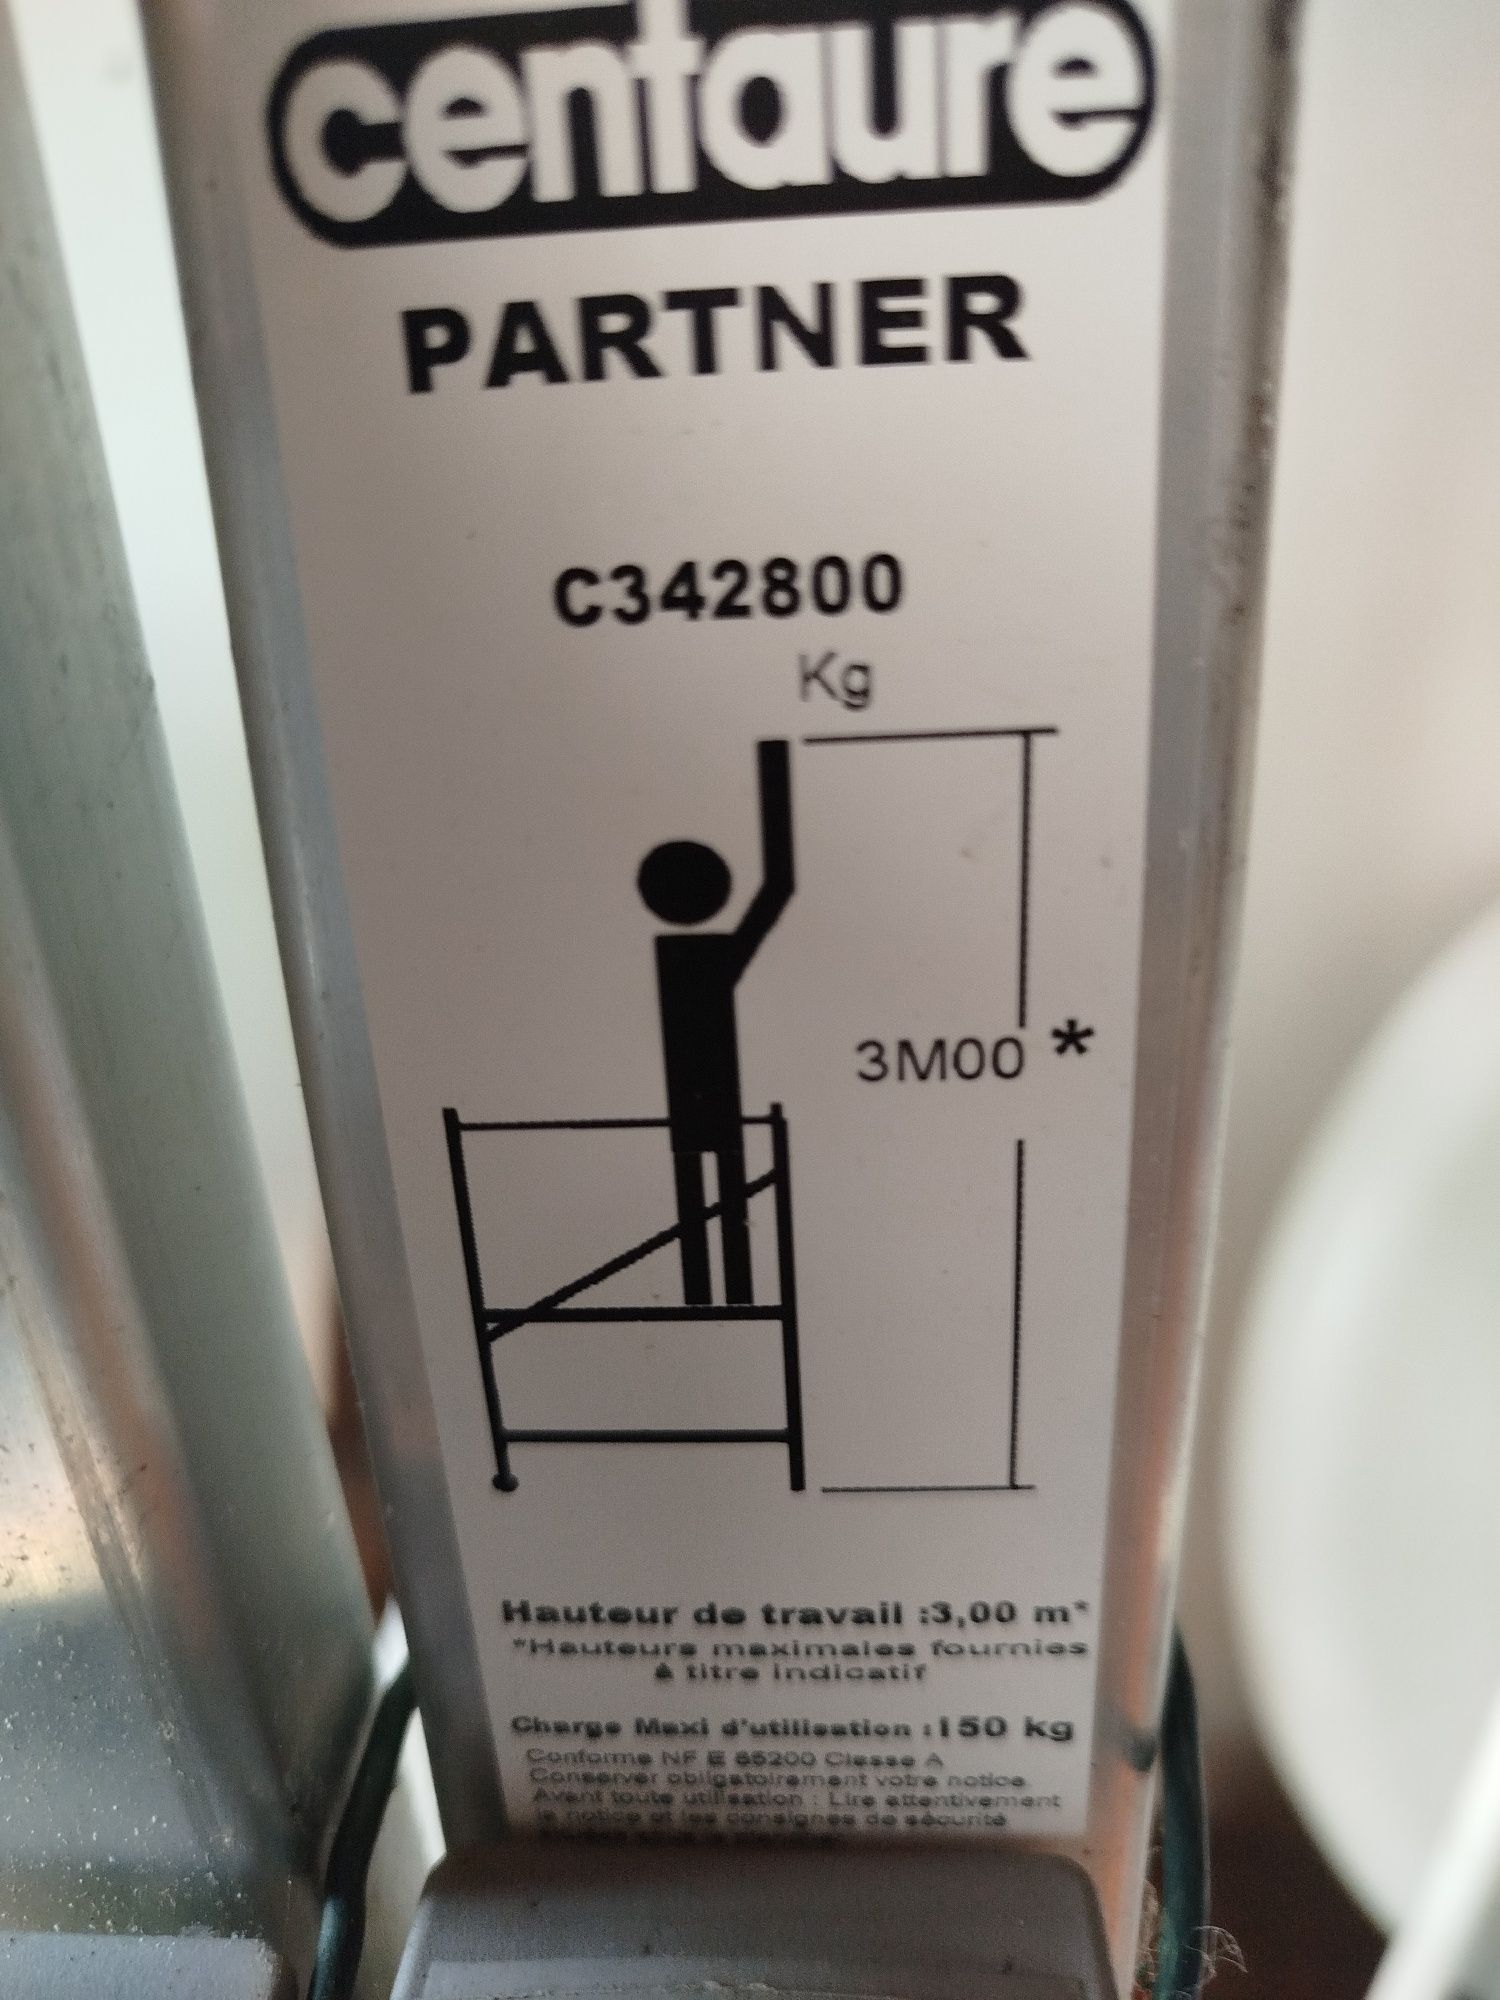 centaure
PARTNER
C342800
Kg
3M00 *
Hauteur de travail :3,00 m*
*Hauteurs maximales fournies
à titre indicatif
Charge Maxi d'utilisation :150 kg
Conforme NF E 85200 Classe A
Conserver obligatoirement votre notice.
Avant toute utilisation : Lire attentivement
la notice et les consignes de sécurité